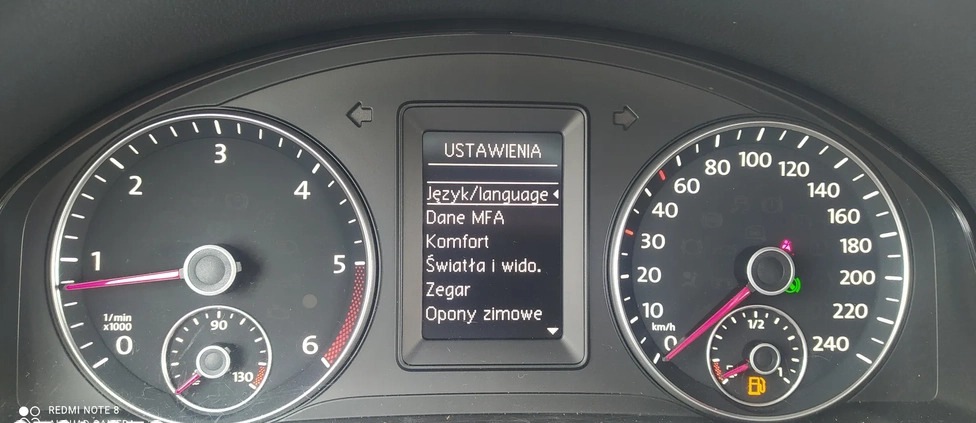 USTAWIENIA
Język/language
Dane MFA
Komfort
Światła i wido.
Zegar
Opony zimowe
0
1
2
3
4
5
6
1/min
x1000
90
130
0
10
20
30
40
60
80
100
120
140
160
180
200
220
240
km/h
1/2
1
REDMI NOTE 8